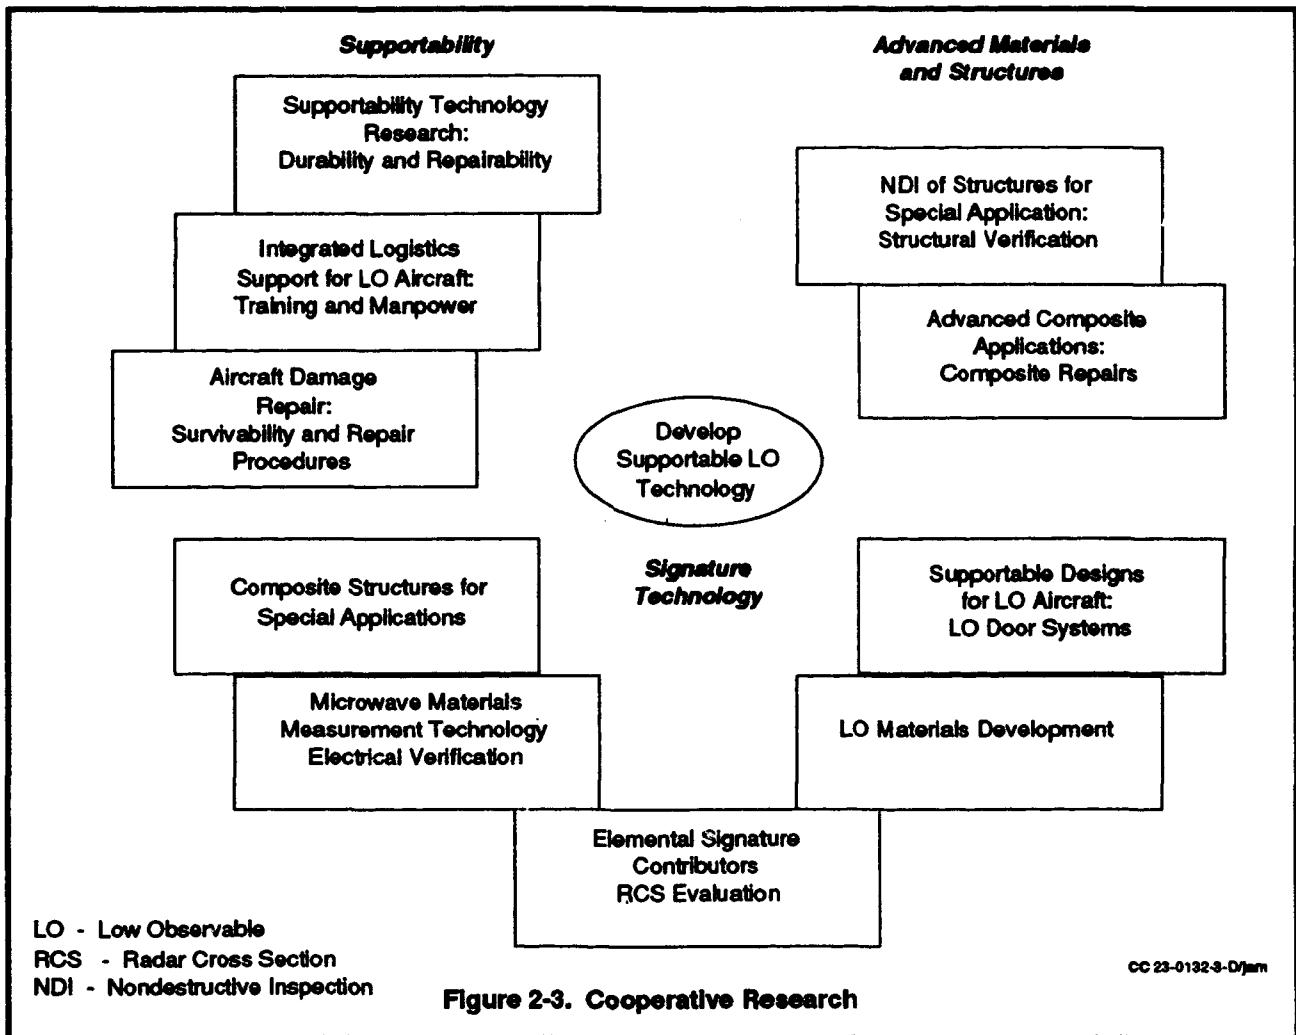 Supportability
Supportability Technology
Research:
Durability and Repairability
Integrated Logistics
Support for LO Aircraft:
Training and Manpower
Aircraft Damage
Repair:
Survivability and Repair
Procedures
Advanced Materials
and Structures
NDI of Structures for
Special Application:
Structural Verification
Advanced Composite
Applications:
Composite Repairs
Develop
Supportable LO
Technology
Signature
Technology
Composite Structures for
Special Applications
Microwave Materials
Measurement Technology
Electrical Verification
Elemental Signature
Contributors
RCS Evaluation
LO Materials Development
Supportable Designs
for LO Aircraft:
LO Door Systems
LO - Low Observable
RCS - Radar Cross Section
NDI - Nondestructive Inspection
CC 23-0132-3-D/jam
Figure 2-3. Cooperative Research